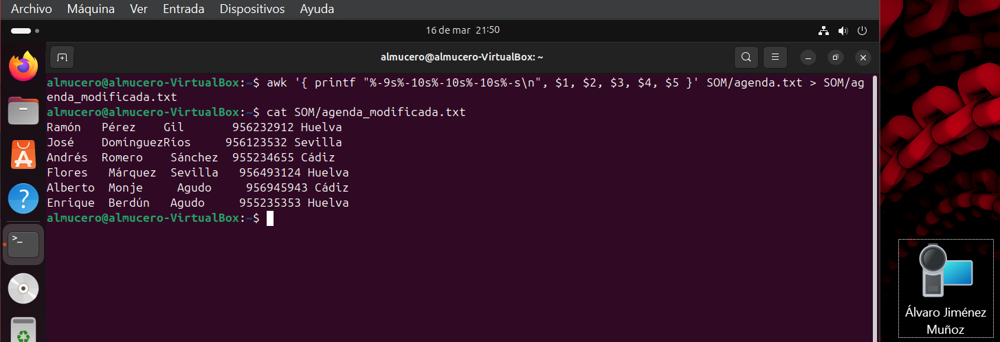 Archivo Máquina Ver Entrada Dispositivos Ayuda
16 de mar 21:50
almucero@almucero-VirtualBox: ~
almucero@almucero-VirtualBox:~$ awk '{ printf "%-9s%-10s%-10s%-10s%-s\n", $1, $2, $3, $4, $5 }' SOM/agenda.txt > SOM/ag
enda_modificada.txt
almucero@almucero-VirtualBox:~$ cat SOM/agenda_modificada.txt
Ramón   Pérez    Gil       956232912 Huelva
José    DomínguezRíos     956123532 Sevilla
Andrés  Romero    Sánchez  955234655 Cádiz
Flores   Márquez  Sevilla   956493124 Huelva
Alberto  Monje     Agudo     956945943 Cádiz
Enrique  Berdún   Agudo     955235353 Huelva
almucero@almucero-VirtualBox:~$
Álvaro Jiménez
Muñoz